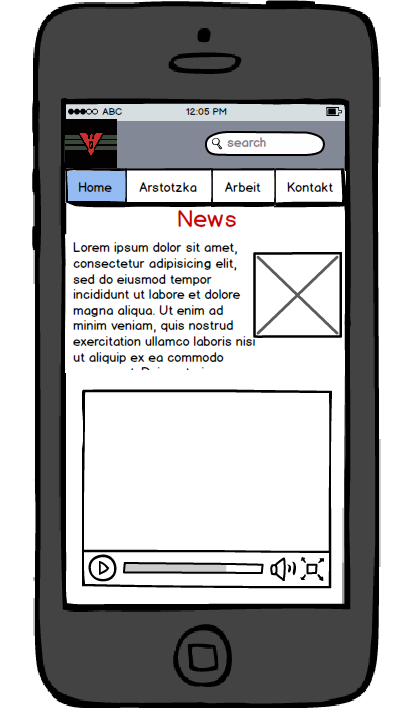 ABC 12:05 PM
search
Home Arstotzka Arbeit Kontakt
News
Lorem ipsum dolor sit amet,
consectetur adipisicing elit,
sed do eiusmod tempor
incididunt ut labore et dolore
magna aliqua. Ut enim ad
minim veniam, quis nostrud
exercitation ullamco laboris nisi
ut aliquip ex ea commodo